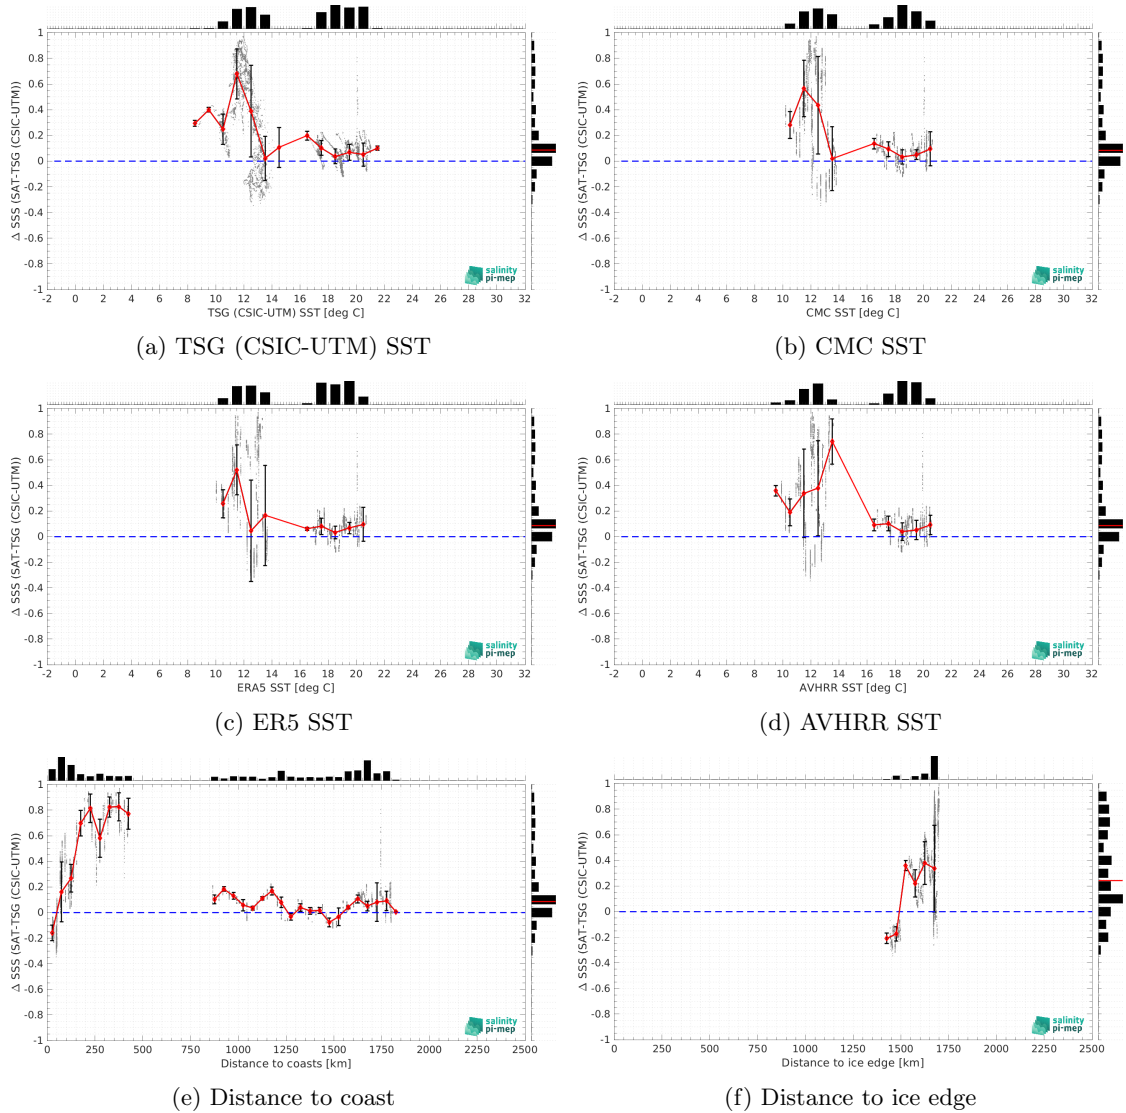 1
0.8
0.6
0.4
0.2
0
-0.2
-0.4
-0.6
-0.8
-1
Δ SSS (SAT-TSG (CSIC-UTM))
salinity
pi-mep
-2 0 2 4 6 8 10 12 14 16 18 20 22 24 26 28 30 32
TSG (CSIC-UTM) SST [deg C]
(a) TSG (CSIC-UTM) SST
1
0.8
0.6
0.4
0.2
0
-0.2
-0.4
-0.6
-0.8
-1
Δ SSS (SAT-TSG (CSIC-UTM))
salinity
pi-mep
-2 0 2 4 6 8 10 12 14 16 18 20 22 24 26 28 30 32
CMC SST [deg C]
(b) CMC SST
1
0.8
0.6
0.4
0.2
0
-0.2
-0.4
-0.6
-0.8
-1
Δ SSS (SAT-TSG (CSIC-UTM))
salinity
pi-mep
-2 0 2 4 6 8 10 12 14 16 18 20 22 24 26 28 30 32
ERA5 SST [deg C]
(c) ER5 SST
1
0.8
0.6
0.4
0.2
0
-0.2
-0.4
-0.6
-0.8
-1
Δ SSS (SAT-TSG (CSIC-UTM))
salinity
pi-mep
-2 0 2 4 6 8 10 12 14 16 18 20 22 24 26 28 30 32
AVHRR SST [deg C]
(d) AVHRR SST
1
0.8
0.6
0.4
0.2
0
-0.2
-0.4
-0.6
-0.8
-1
Δ SSS (SAT-TSG (CSIC-UTM))
salinity
pi-mep
0 250 500 750 1000 1250 1500 1750 2000 2250 2500
Distance to coasts [km]
(e) Distance to coast
1
0.8
0.6
0.4
0.2
0
-0.2
-0.4
-0.6
-0.8
-1
Δ SSS (SAT-TSG (CSIC-UTM))
salinity
pi-mep
0 250 500 750 1000 1250 1500 1750 2000 2250 2500
Distance to ice edge [km]
(f) Distance to ice edge